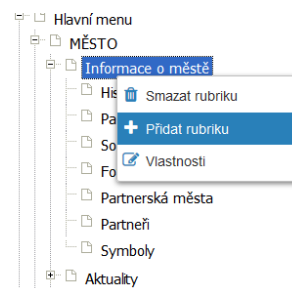 Hlavní menu
MĚSTO
Informace o městě
His
Smazat rubriku
Pa
Přidat rubriku
So
Vlastnosti
Fo
Partnerská města
Partneři
Symboly
Aktuality